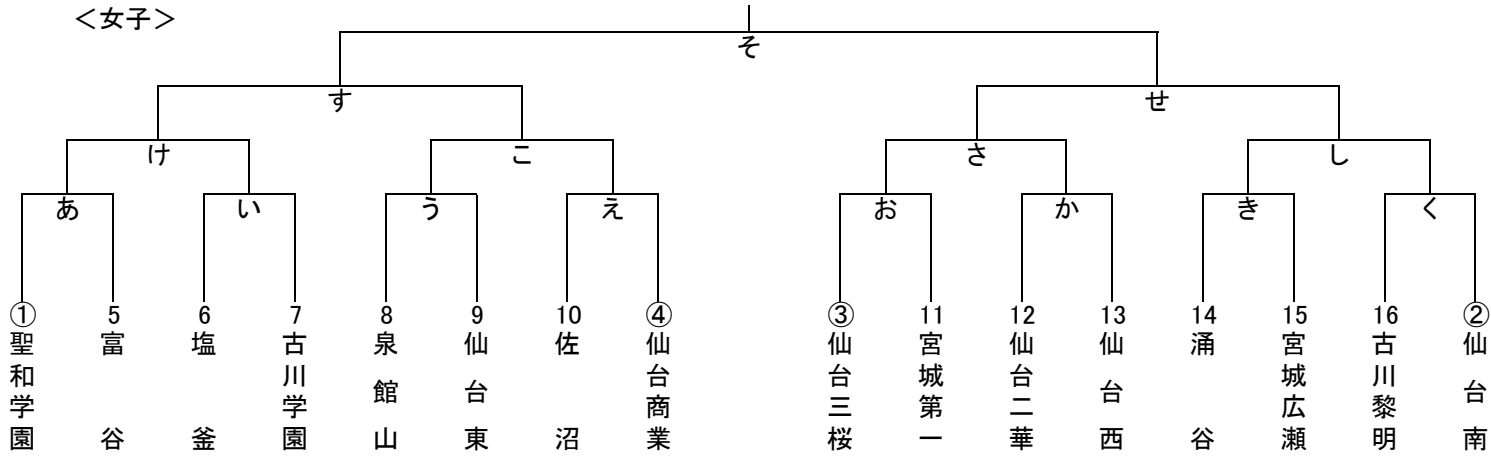 ＜女子＞
そ
す せ
け こ さ し
あ い う え お か き く
① 5 6 7 8 9 10 ④ ③ 11 12 13 14 15 16 ②
聖和学園
富谷
塩釜
古川学園
泉館山
仙台東
佐沼
仙台商業
仙台三桜
宮城第一
仙台二華
仙台西
涌谷
宮城広瀬
古川黎明
仙台南